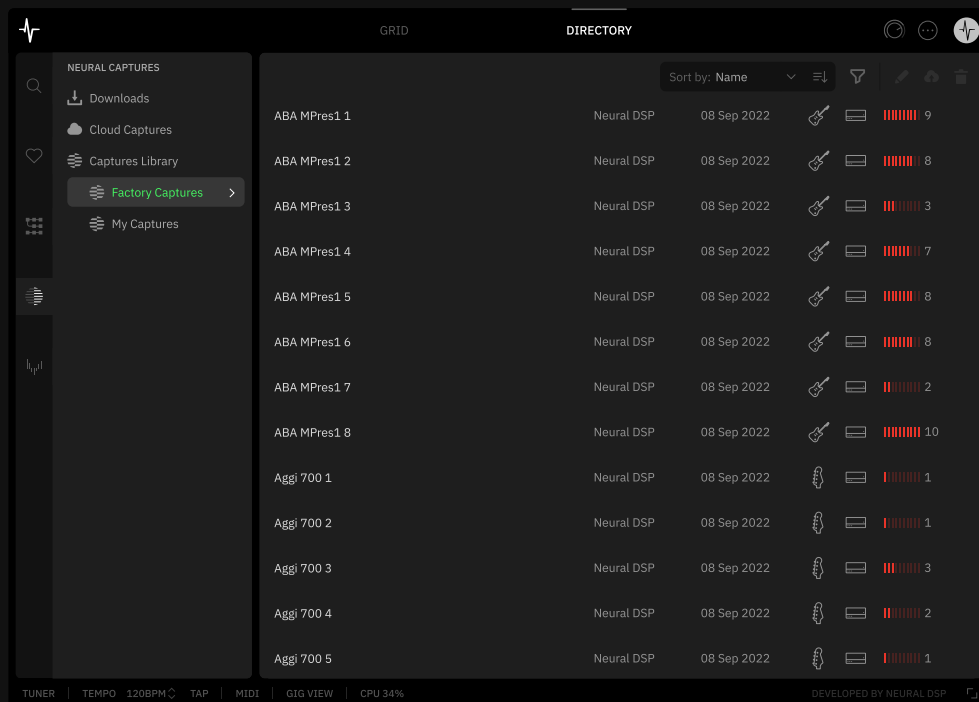 GRID DIRECTORY
NEURAL CAPTURES
Downloads
Cloud Captures
Captures Library
Factory Captures
My Captures
Sort by: Name
ABA MPres1 1 Neural DSP 08 Sep 2022 9
ABA MPres1 2 Neural DSP 08 Sep 2022 8
ABA MPres1 3 Neural DSP 08 Sep 2022 3
ABA MPres1 4 Neural DSP 08 Sep 2022 7
ABA MPres1 5 Neural DSP 08 Sep 2022 8
ABA MPres1 6 Neural DSP 08 Sep 2022 8
ABA MPres1 7 Neural DSP 08 Sep 2022 2
ABA MPres1 8 Neural DSP 08 Sep 2022 10
Aggi 700 1 Neural DSP 08 Sep 2022 1
Aggi 700 2 Neural DSP 08 Sep 2022 1
Aggi 700 3 Neural DSP 08 Sep 2022 3
Aggi 700 4 Neural DSP 08 Sep 2022 2
Aggi 700 5 Neural DSP 08 Sep 2022 1
TUNER TEMPO 120BPM TAP MIDI GIG VIEW CPU 34% DEVELOPED BY NEURAL DSP